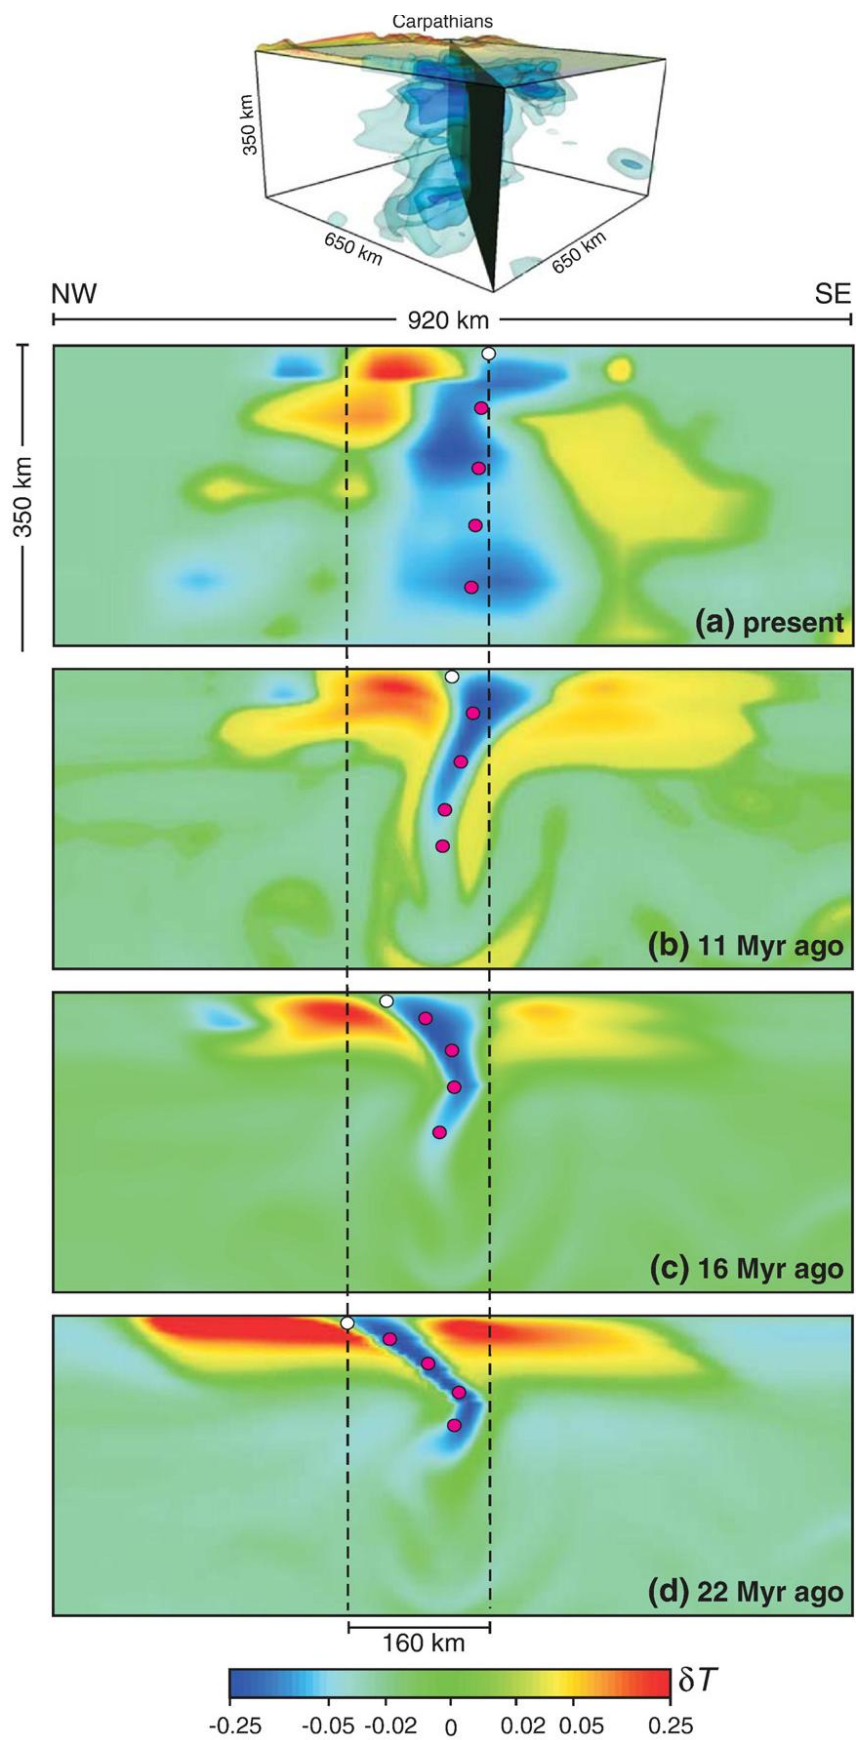 Carpathians
350 km
650 km
650 km
NW
SE
920 km
350 km
(a) present
(b) 11 Myr ago
(c) 16 Myr ago
(d) 22 Myr ago
160 km
δT
-0.25 -0.05 -0.02 0 0.02 0.05 0.25